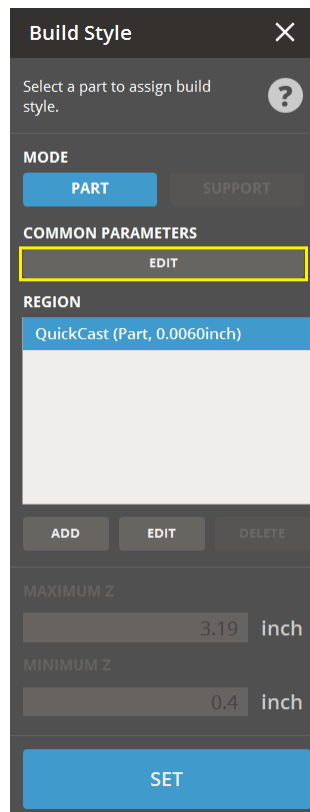 Build Style
Select a part to assign build
style.
?
MODE
PART SUPPORT
COMMON PARAMETERS
EDIT
REGION
QuickCast (Part, 0.0060inch)
ADD EDIT DELETE
MAXIMUM Z
3.19 inch
MINIMUM Z
0.4 inch
SET